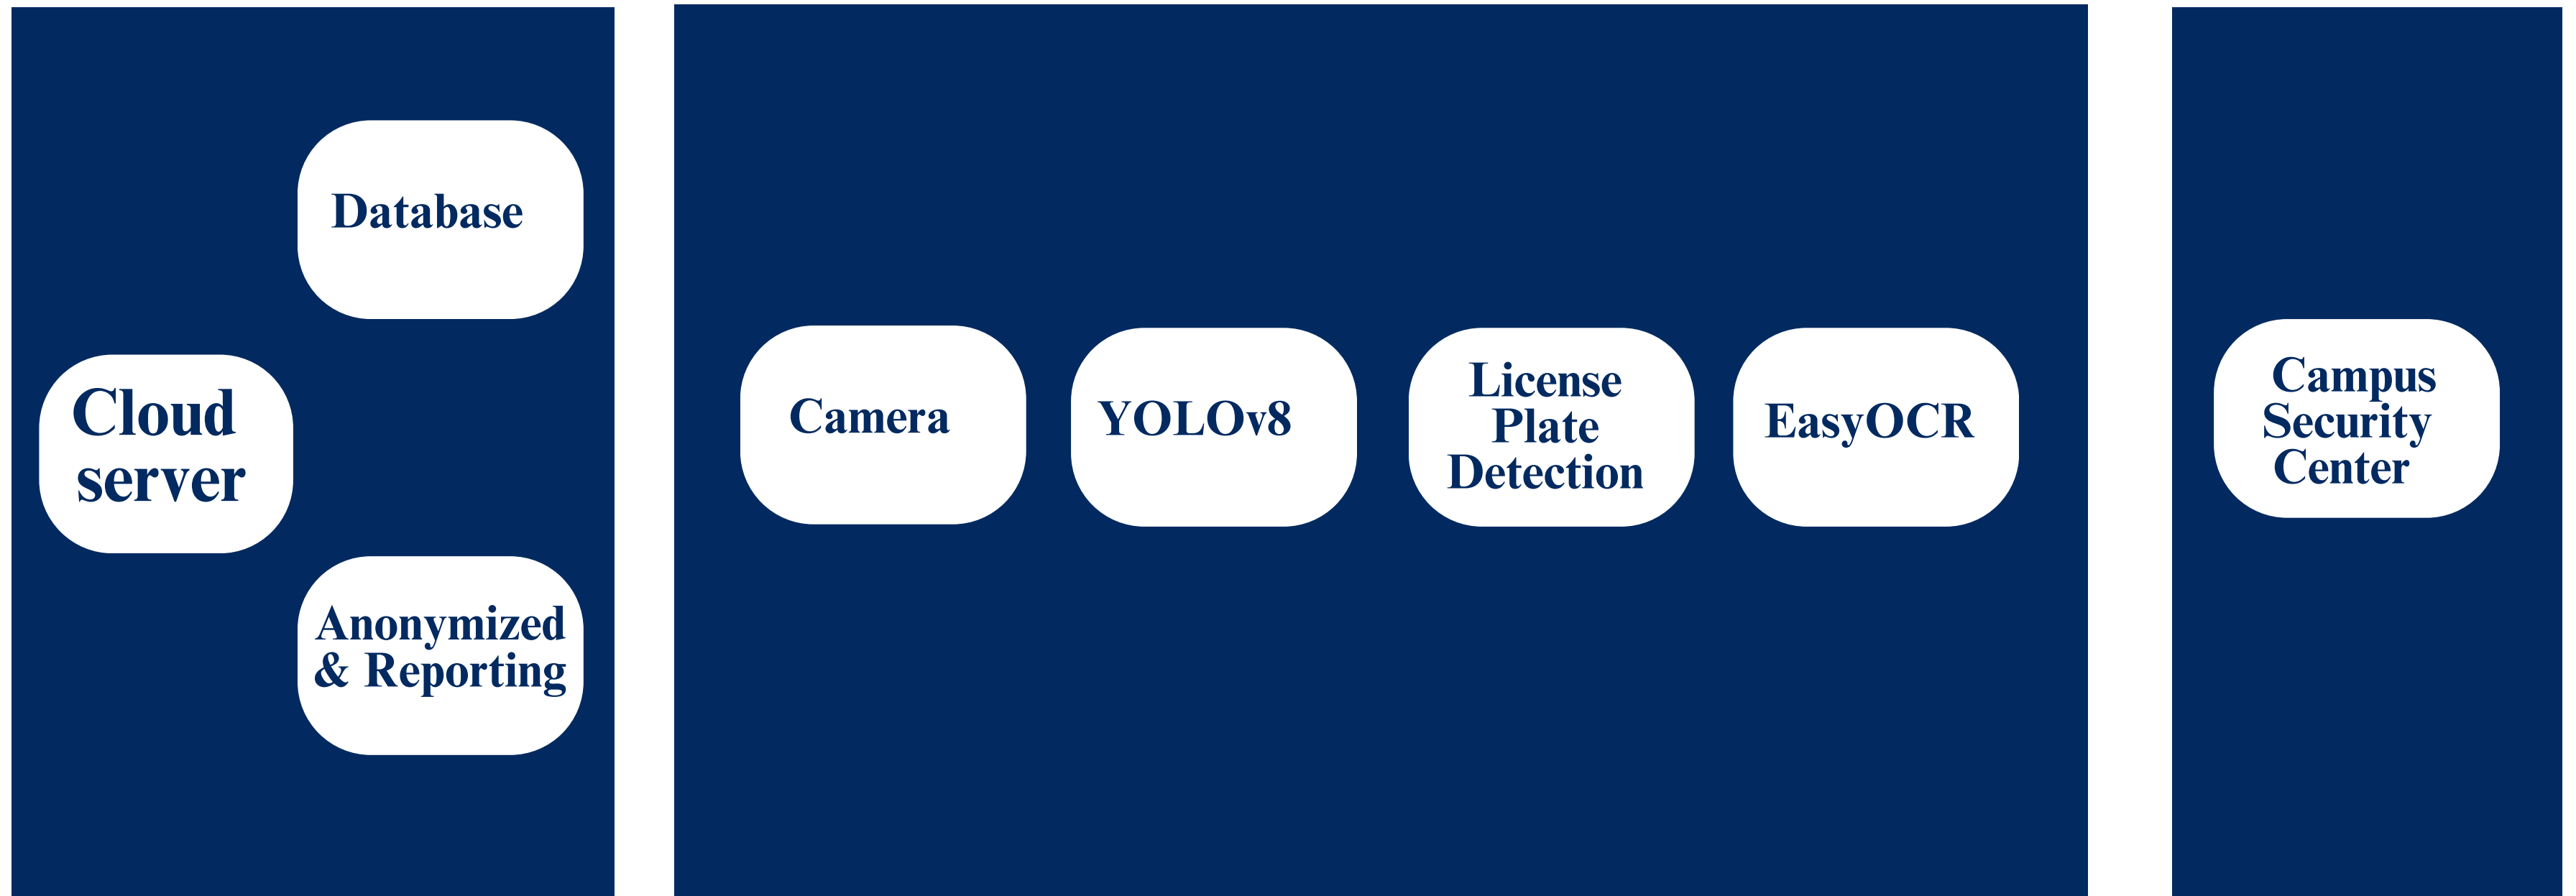 Database
Cloud
server
Anonymized
& Reporting
Camera
YOLOv8
License
Plate
Detection
EasyOCR
Campus
Security
Center